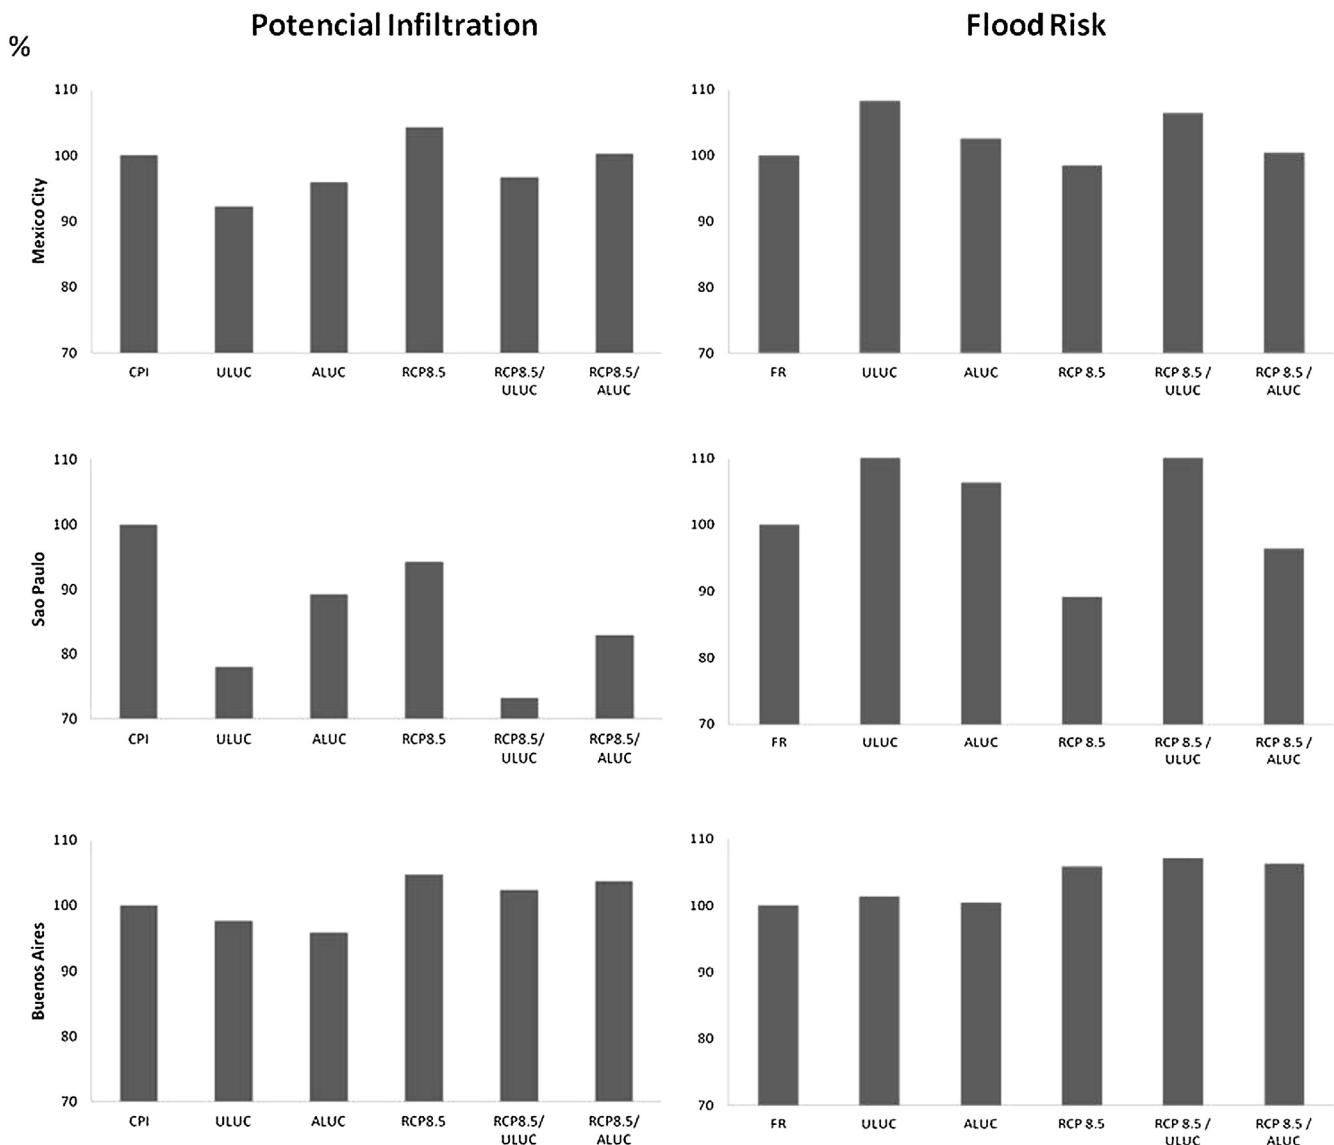 Potencial Infiltration
Flood Risk
%
Mexico City
110
100
90
80
70
CPI ULUC ALUC RCP8.5 RCP8.5/ RCP8.5/
ULUC ALUC
110
100
90
80
70
FR ULUC ALUC RCP 8.5 RCP 8.5 / RCP 8.5 /
ULUC ALUC
Sao Paulo
110
100
90
80
70
CPI ULUC ALUC RCP8.5 RCP8.5/ RCP8.5/
ULUC ALUC
110
100
90
80
70
FR ULUC ALUC RCP 8.5 RCP 8.5 / RCP 8.5 /
ULUC ALUC
Buenos Aires
110
100
90
80
70
CPI ULUC ALUC RCP8.5 RCP8.5/ RCP8.5/
ULUC ALUC
110
100
90
80
70
FR ULUC ALUC RCP 8.5 RCP 8.5 / RCP 8.5 /
ULUC ALUC